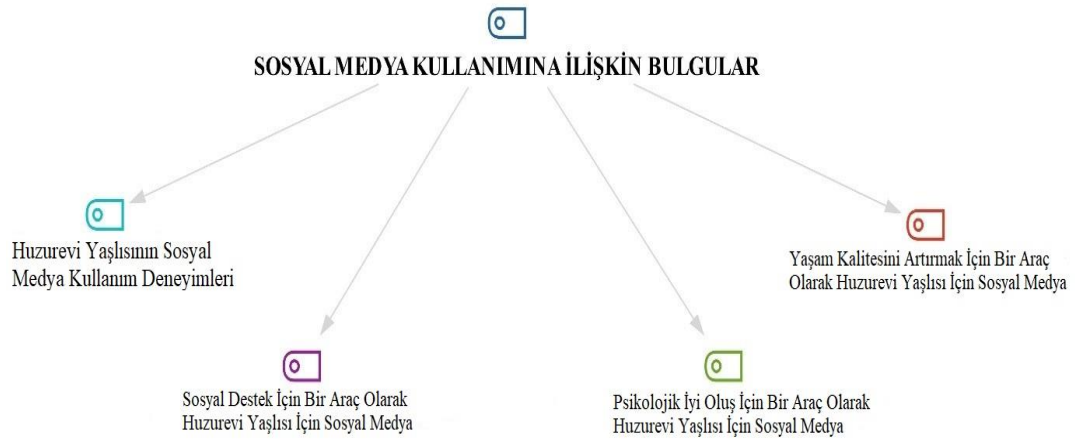 SOSYAL MEDYA KULLANIMINA İLİŞKİN BULGULAR
Huzurevi Yaşlısının Sosyal
Medya Kullanım Deneyimleri
Yaşam Kalitesini Artırmak İçin Bir Araç
Olarak Huzurevi Yaşlısı İçin Sosyal Medya
Sosyal Destek İçin Bir Araç Olarak
Huzurevi Yaşlısı İçin Sosyal Medya
Psikolojik İyi Oluş İçin Bir Araç Olarak
Huzurevi Yaşlısı İçin Sosyal Medya